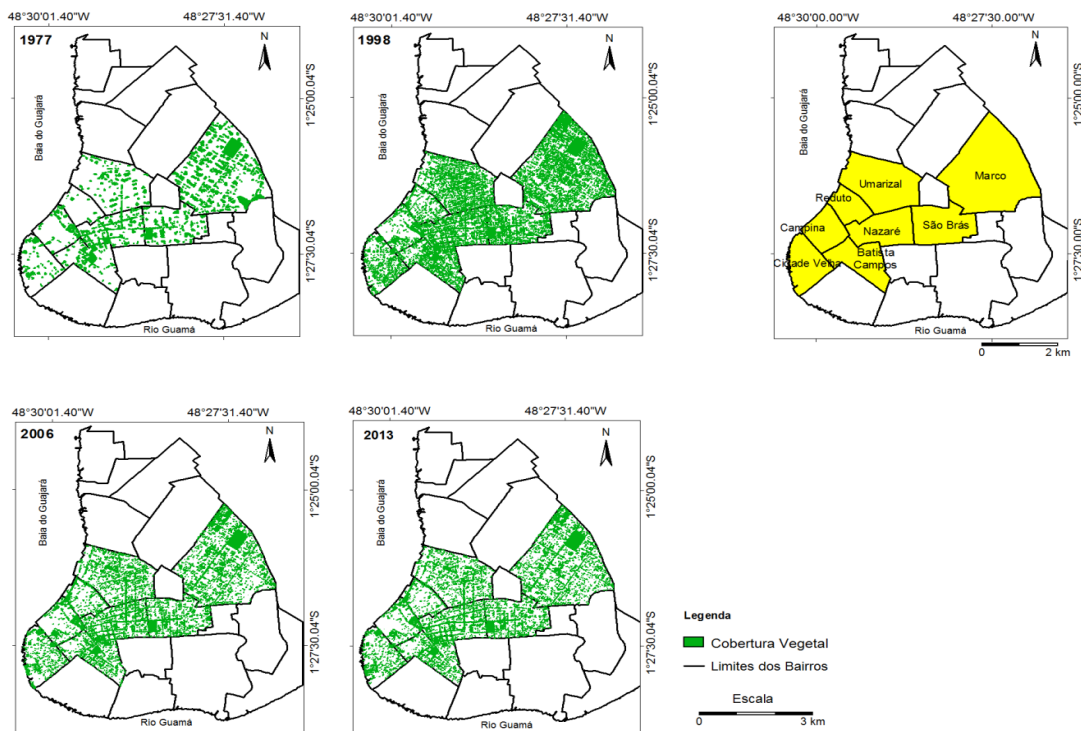 48°30'01.40"W 48°27'31.40"W
1977
N
Baia do Guajará
1°25'00.04"S
1°27'30.04"S
Rio Guamá
48°30'01.40"W 48°27'31.40"W
1998
N
Baia do Guajará
1°25'00.04"S
1°27'30.04"S
Rio Guamá
48°30'00.00"W 48°27'30.00"W
N
Baia do Guajará
1°25'00.00"S
1°27'30.00"S
Marco
Umarizal
Reduto
São Brás
Campina
Nazaré
Batista
Campos
Cidade Velha
Rio Guamá
0 2 km
48°30'01.40"W 48°27'31.40"W
2006
N
Baia do Guajará
1°25'00.04"S
1°27'30.04"S
Rio Guamá
48°30'01.40"W 48°27'31.40"W
2013
N
Baia do Guajará
1°25'00.04"S
1°27'30.04"S
Rio Guamá
Legenda
Cobertura Vegetal
Limites dos Bairros
Escala
0 3 km